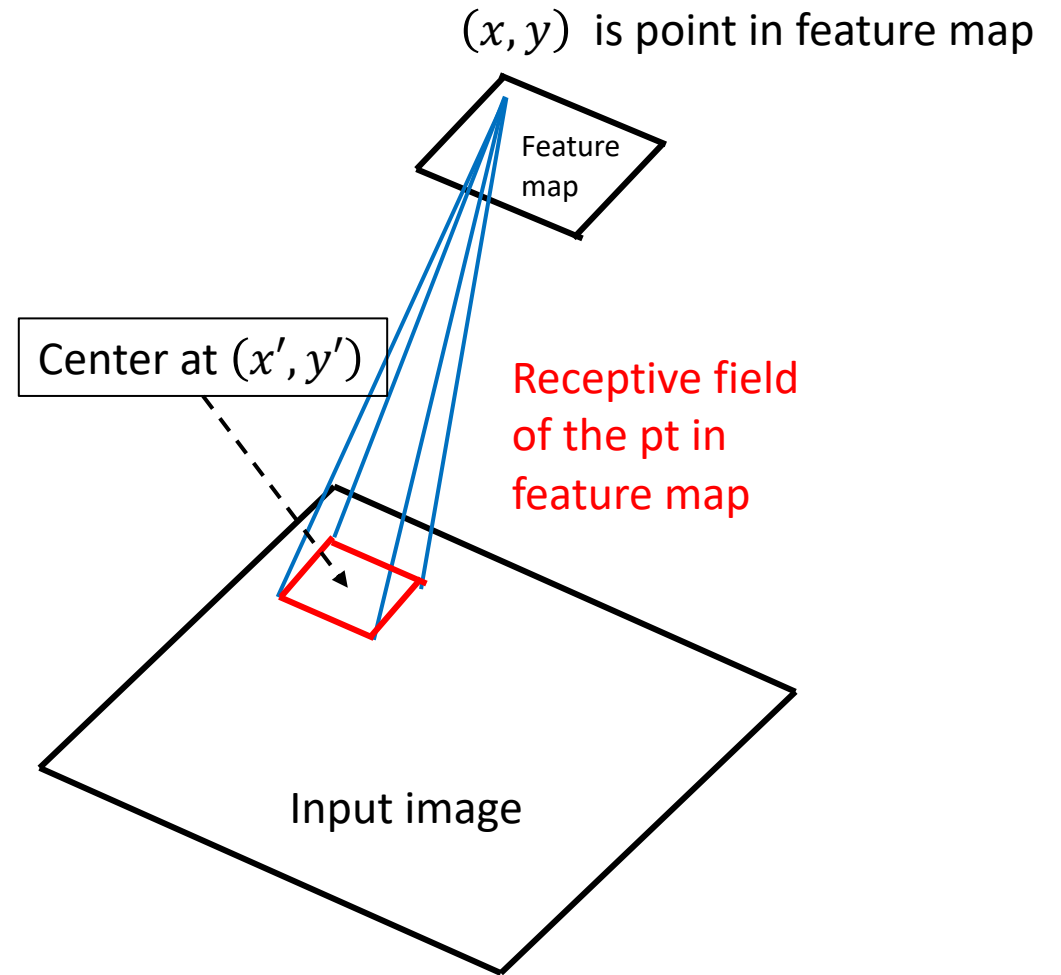 (x, y) is point in feature map
Feature
map
Center at (x′, y′)
Receptive field
of the pt in
feature map
Input image